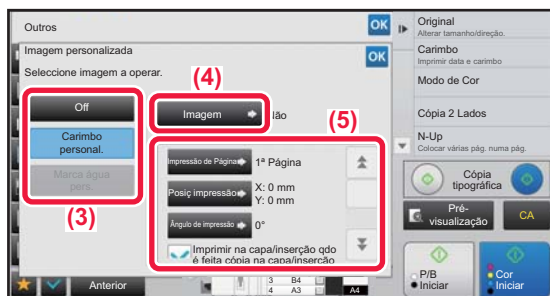 Outros
OK
Imagem personalizada
OK
Seleccione imagem a operar.
(4)
Off
Carimbo
personal.
Marca água
pers.
(3)
Imagem
(5)
Impressão de Página
1ª Página
Posiç impressão
X: 0 mm
Y: 0 mm
Ângulo de impressão
0°
Imprimir na capa/inserção qdo
é feita cópia na capa/inserção
Anterior
3 B4
4 A3
A4
Original
Alterar tamanho/direção.
Carimbo
Imprimir data e carimbo
Modo de Cor
Cópia 2 Lados
N-Up
Colocar várias pág. numa pág.
Cópia
tipográfica
Pré-
visualização
CA
P/B
Iniciar
Cor
Iniciar